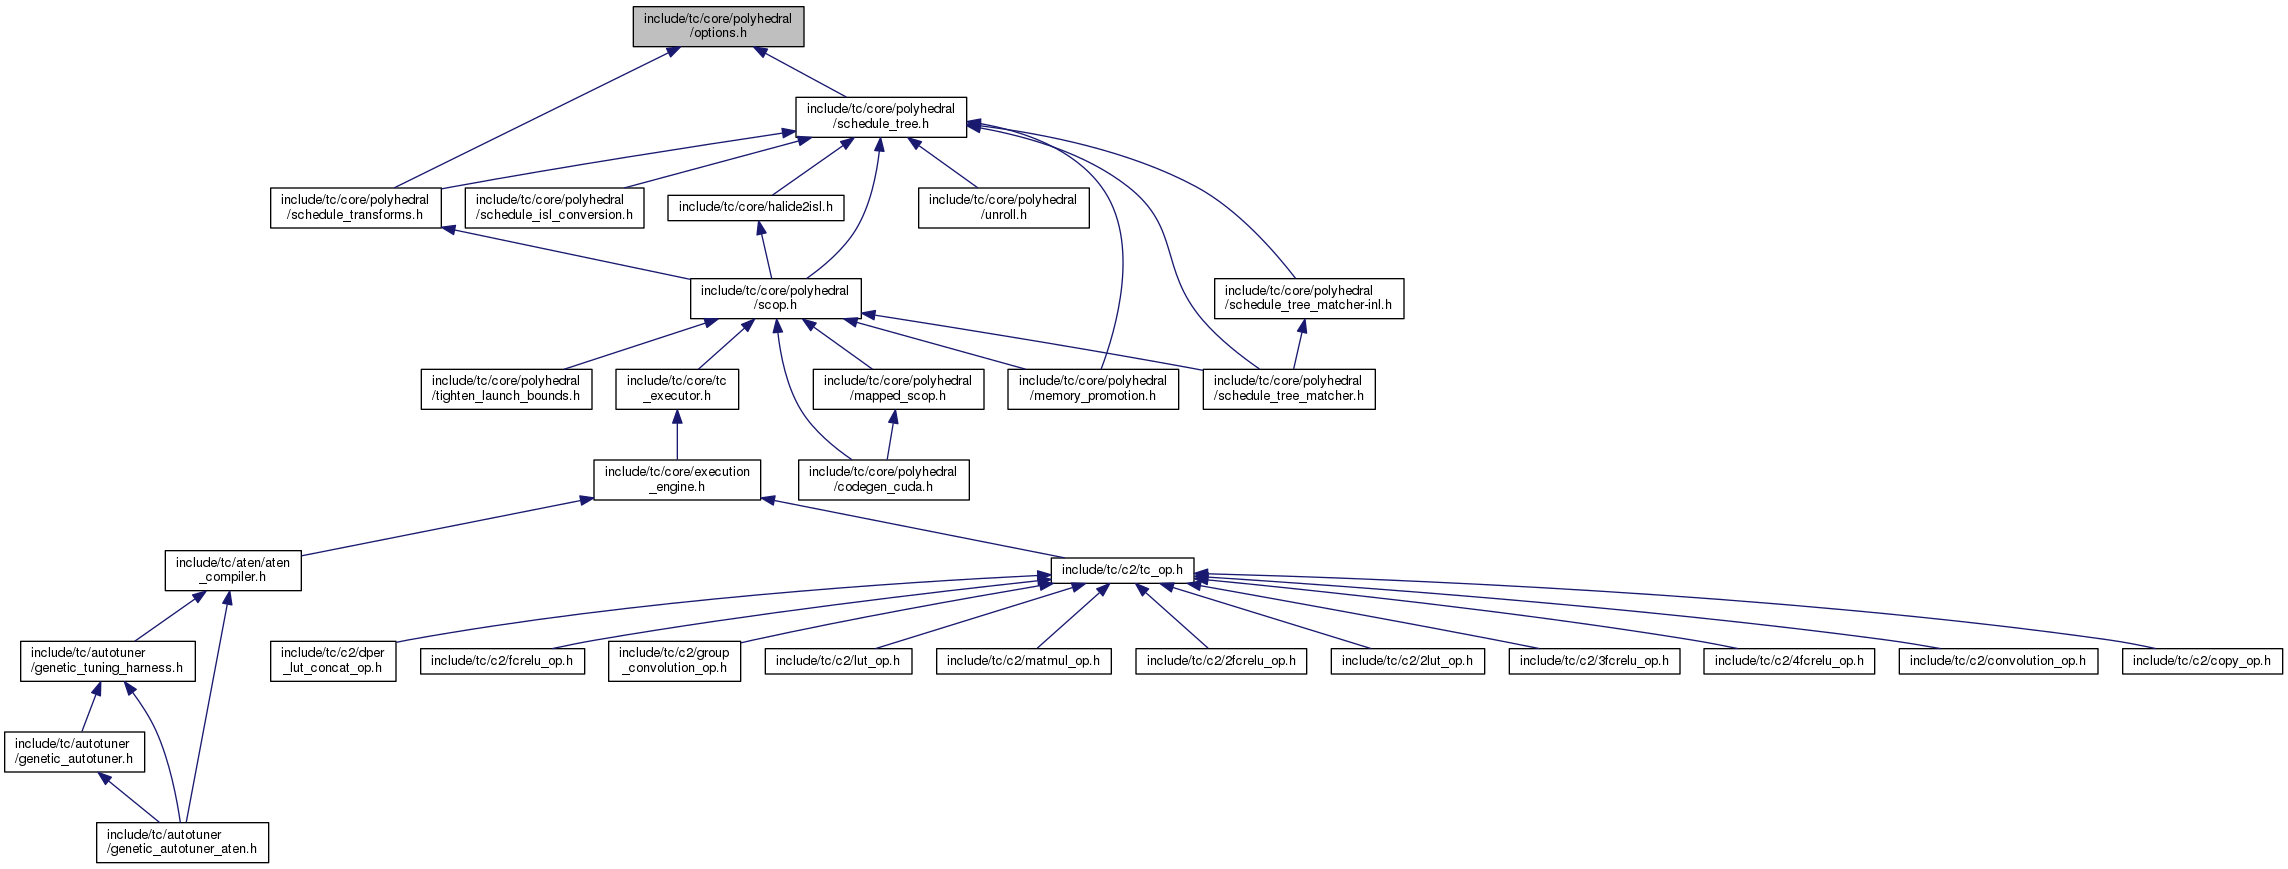 include/tc/core/polyhedral
/options.h
include/tc/core/polyhedral
/schedule_tree.h
include/tc/core/polyhedral
/schedule_transforms.h
include/tc/core/polyhedral
/schedule_isl_conversion.h
include/tc/core/halide2isl.h
include/tc/core/polyhedral
/unroll.h
include/tc/core/polyhedral
/scop.h
include/tc/core/polyhedral
/schedule_tree_matcher-inl.h
include/tc/core/polyhedral
/tighten_launch_bounds.h
include/tc/core/tc
_executor.h
include/tc/core/polyhedral
/mapped_scop.h
include/tc/core/polyhedral
/memory_promotion.h
include/tc/core/polyhedral
/schedule_tree_matcher.h
include/tc/core/execution
_engine.h
include/tc/core/polyhedral
/codegen_cuda.h
include/tc/aten/aten
_compiler.h
include/tc/c2/tc_op.h
include/tc/autotuner
/genetic_tuning_harness.h
include/tc/c2/dper
_lut_concat_op.h
include/tc/c2/fcrelu_op.h
include/tc/c2/group
_convolution_op.h
include/tc/c2/lut_op.h
include/tc/c2/matmul_op.h
include/tc/c2/2fcrelu_op.h
include/tc/c2/2lut_op.h
include/tc/c2/3fcrelu_op.h
include/tc/c2/4fcrelu_op.h
include/tc/c2/convolution_op.h
include/tc/c2/copy_op.h
include/tc/autotuner
/genetic_autotuner.h
include/tc/autotuner
/genetic_autotuner_aten.h